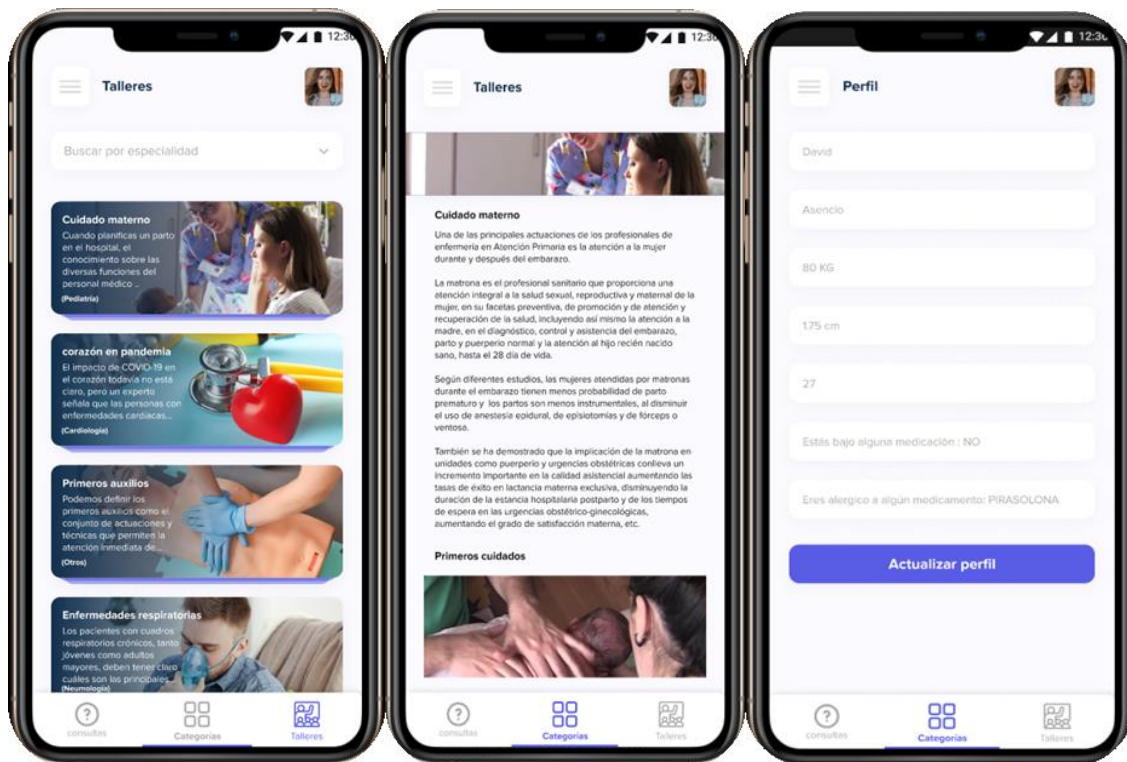 12:30
Talleres
Buscar por especialidad
Cuidado materno
Cuando planificas un parto
en el hospital, el
conocimiento sobre las
diversas funciones del
personal médico ..
(Pediatría)
corazón en pandemia
El impacto de COVID-19 en
el corazón todavía no está
claro, pero un experto
señala que las personas con
enfermedades cardiacas...
(Cardiología)
Primeros auxilios
Podemos definir los
primeros auxilios como el
conjunto de actuaciones y
técnicas que permiten la
atención inmediata de...
(Otros)
Enfermedades respiratorias
Los pacientes con cuadros
respiratorios crónicos, tanto
jóvenes como adultos
mayores, deben tener claro
cuáles son las principales...
(Neumología)
consultas
Categorías
Talleres
12:30
Talleres
Cuidado materno
Una de las principales actuaciones de los profesionales de
enfermería en Atención Primaria es la atención a la mujer
durante y después del embarazo.
La matrona es el profesional sanitario que proporciona una
atención integral a la salud sexual, reproductiva y maternal de la
mujer, en su facetas preventiva, de promoción y de atención y
recuperación de la salud, incluyendo así mismo la atención a la
madre, en el diagnóstico, control y asistencia del embarazo,
parto y puerperio normal y la atención al hijo recién nacido
sano, hasta el 28 día de vida.
Según diferentes estudios, las mujeres atendidas por matronas
durante el embarazo tienen menos probabilidad de parto
prematuro y los partos son menos instrumentales, al disminuir
el uso de anestesia epidural, de episiotomías y de fórceps o
ventosa.
También se ha demostrado que la implicación de la matrona en
unidades como puerperio y urgencias obstétricas conlleva un
incremento importante en la calidad asistencial aumentando las
tasas de éxito en lactancia materna exclusiva, disminuyendo la
duración de la estancia hospitalaria postparto y de los tiempos
de espera en las urgencias obstétrico-ginecológicas,
aumentando el grado de satisfacción materna, etc.
Primeros cuidados
consultas
Categorías
Talleres
12:30
Perfil
David
Asencio
80 KG
1.75 cm
27
Estás bajo alguna medicación : NO
Eres alergico a algún medicamento: PIRASOLONA
Actualizar perfil
consultas
Categorías
Talleres